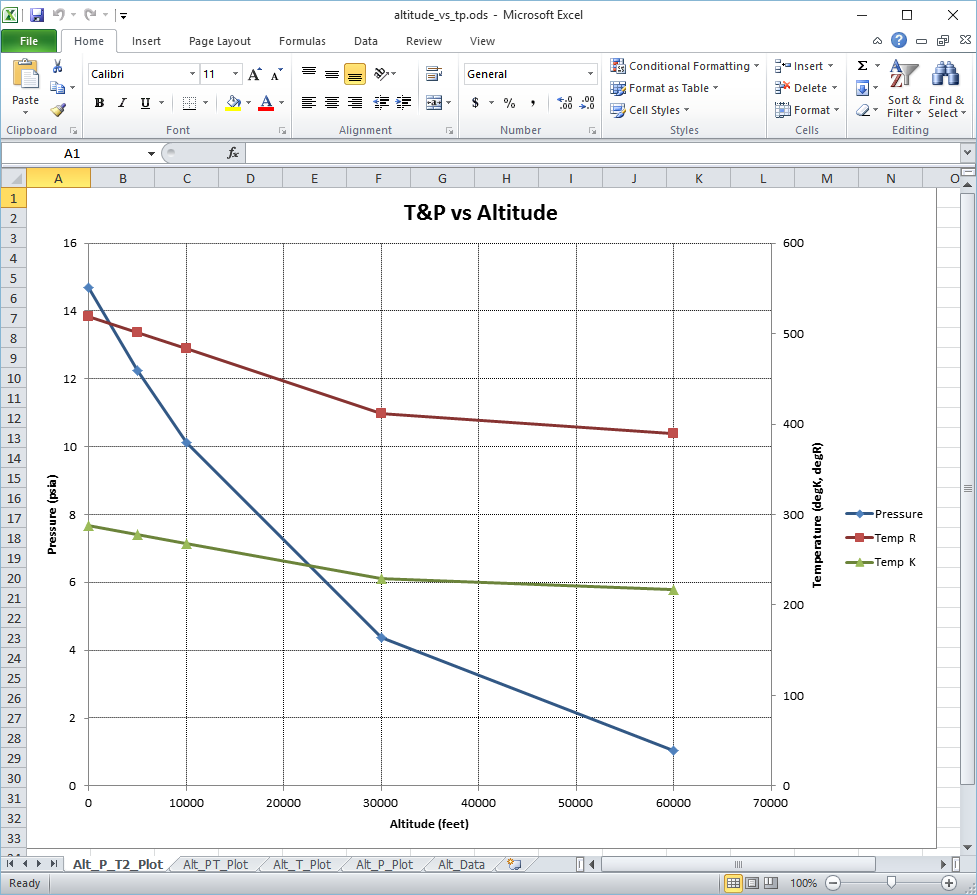 altitude_vs_tp.ods - Microsoft Excel
File Home Insert Page Layout Formulas Data Review View
Calibri 11 General Conditional Formatting Insert Σ
Paste B I U $ % , Format as Table Delete Sort & Filter Find & Select
Cell Styles Format
Clipboard Font Alignment Number Styles Cells Editing
A1 fx
A B C D E F G H I J K L M N O
1
2
3
4
5
6
7
8
9
10
11
12
13
14
15
16
17
18
19
20
21
22
23
24
25
26
27
28
29
30
31
32
33
T&P vs Altitude
16
14
12
10
8
6
4
2
0
Pressure (psia)
600
500
400
300
200
100
0
Temperature (degK, degR)
Pressure
Temp R
Temp K
0 10000 20000 30000 40000 50000 60000 70000
Altitude (feet)
Alt_P_T2_Plot Alt_PT_Plot Alt_T_Plot Alt_P_Plot Alt_Data
Ready 100%